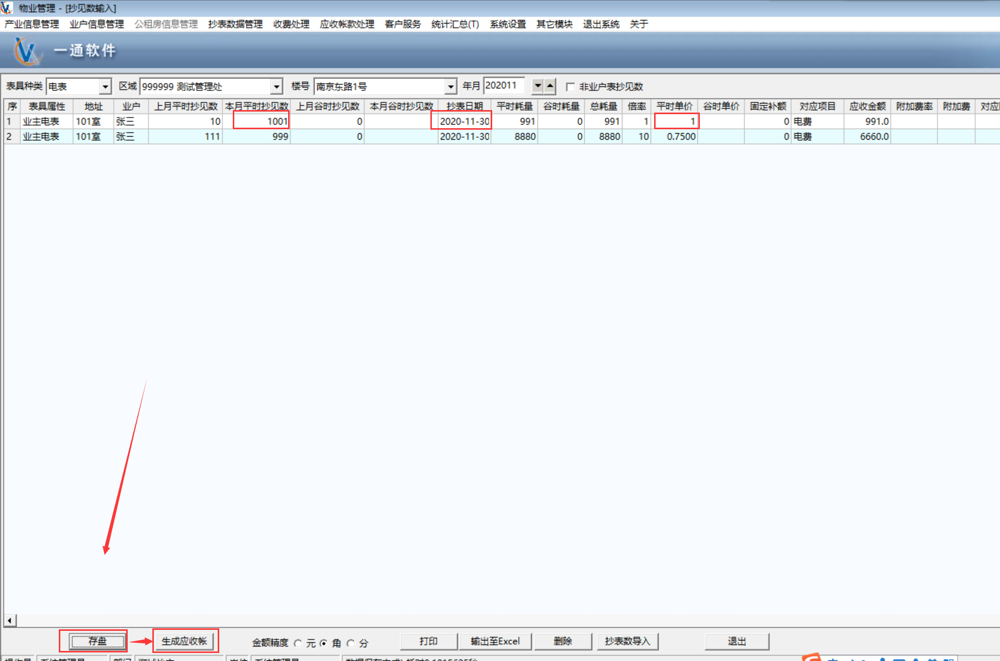 物业管理 - [抄见数输入]
产业信息管理 业户信息管理 公租房信息管理 抄表数据管理 收费处理 应收帐款处理 客户服务 统计汇总(T) 系统设置 其它模块 退出系统 关于
一通软件
表具种类 电表 区域 999999 测试管理处 楼号 南京东路1号 年月 202011 非业户表抄见数
序 表具属性 地址 业户 上月平时抄见数 本月平时抄见数 上月谷时抄见数 本月谷时抄见数 抄表日期 平时耗量 谷时耗量 总耗量 倍率 平时单价 谷时单价 固定补额 对应项目 应收金额 附加费率 附加费 对应
1 业主电表 101室 张三 10 1001 0 2020-11-30 991 0 991 1 1 0 电费 991.0
2 业主电表 101室 张三 111 999 0 2020-11-30 8880 0 8880 10 0.7500 0 电费 6660.0
存盘 生成应收帐 金额精度 元 角 分 打印 输出至Excel 删除 抄表数导入 退出